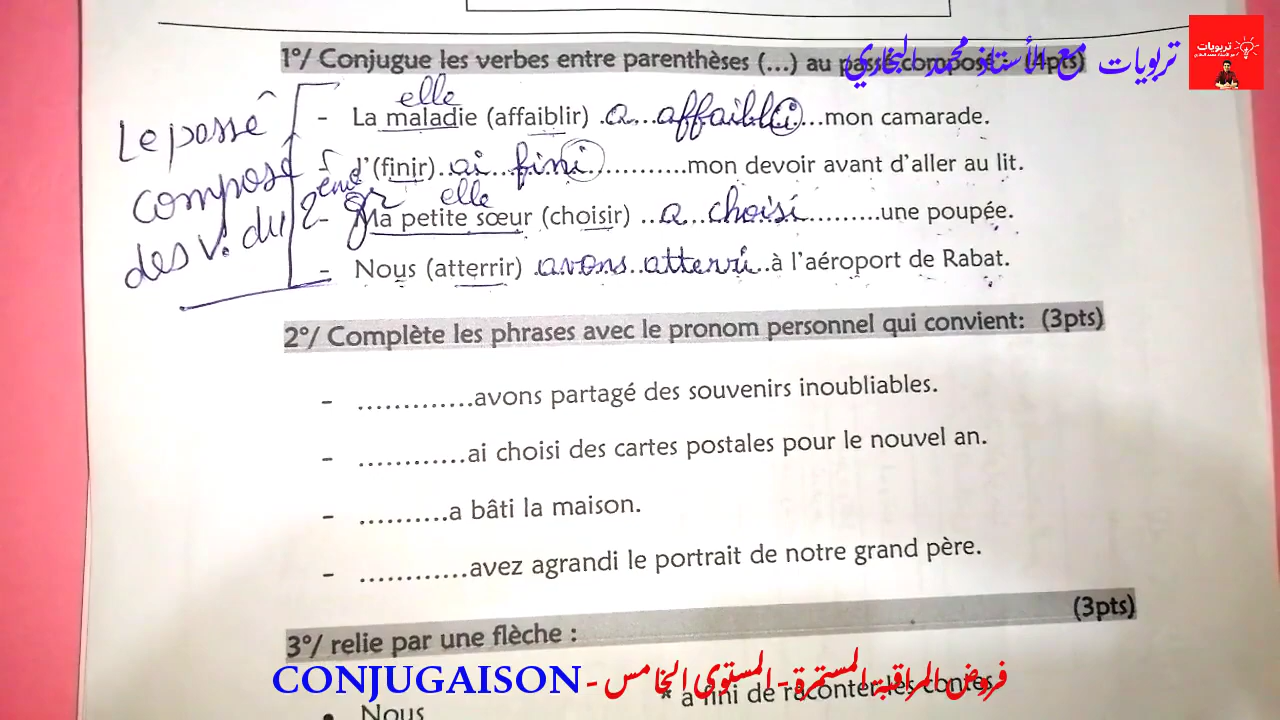 تربويات مع الأستاذ محمد البخاري
تربويات
1°/ Conjugue les verbes entre parenthèses (...) au passé composé : (4pts)
Le passé
composé
des v. du 2ème gr
elle
- La maladie (affaiblir) .a...affaibli...mon camarade.
- J'(finir)..ai...fini............mon devoir avant d'aller au lit.
elle
- Ma petite sœur (choisir) ...a...choisi..........une poupée.
- Nous (atterrir) .avons..atterri..à l'aéroport de Rabat.
2°/ Complète les phrases avec le pronom personnel qui convient: (3pts)
- .............avons partagé des souvenirs inoubliables.
- ............ai choisi des cartes postales pour le nouvel an.
- ..........a bâti la maison.
- .............avez agrandi le portrait de notre grand père.
3°/ relie par une flèche : (3pts)
فروض المراقبة المستمرة - المستوى الخامس - CONJUGAISON
* a fini de raconter les contes
• Nous